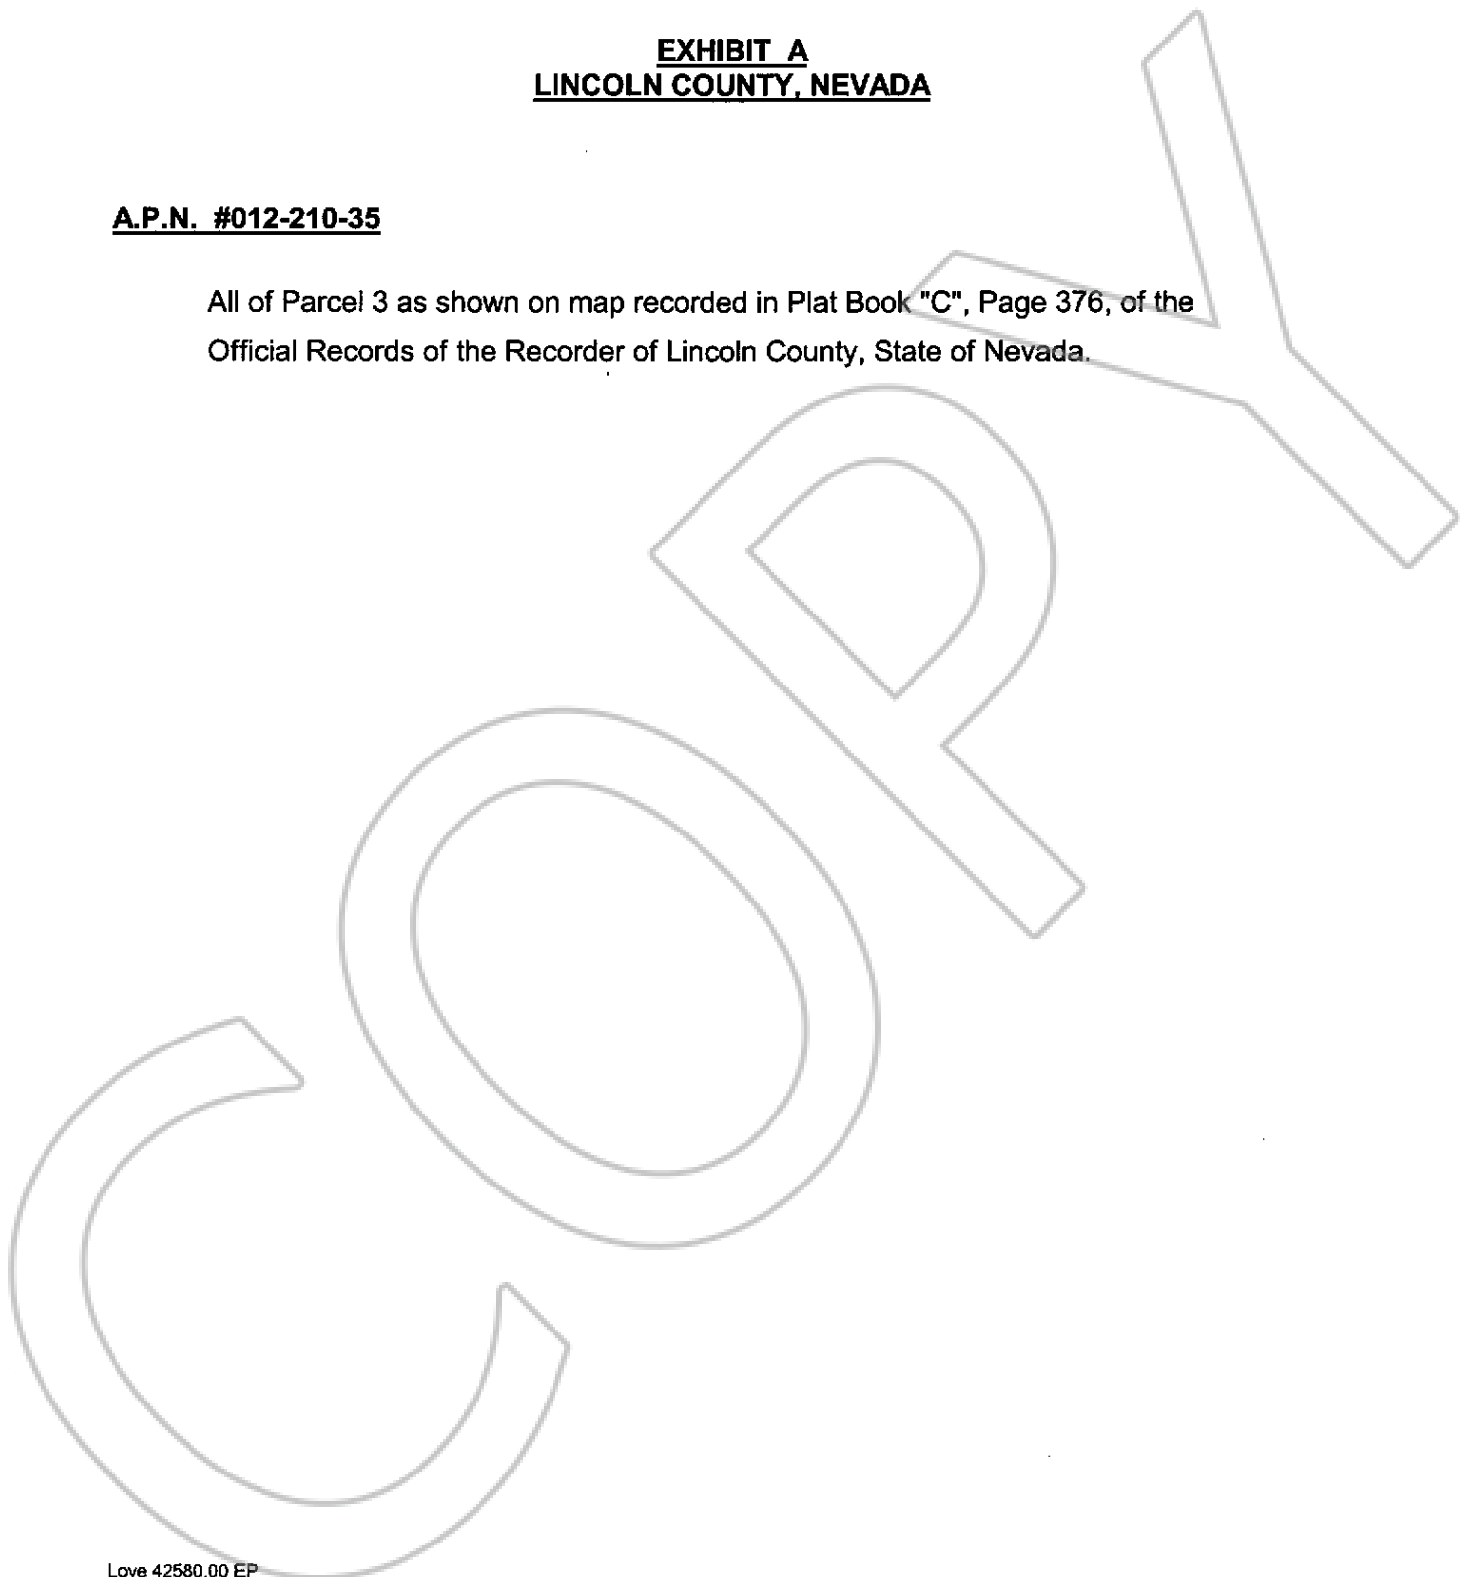 EXHIBIT A
LINCOLN COUNTY, NEVADA
A.P.N. #012-210-35
All of Parcel 3 as shown on map recorded in Plat Book "C", Page 376, of the
Official Records of the Recorder of Lincoln County, State of Nevada.
COPY
Love 42580.00 EP